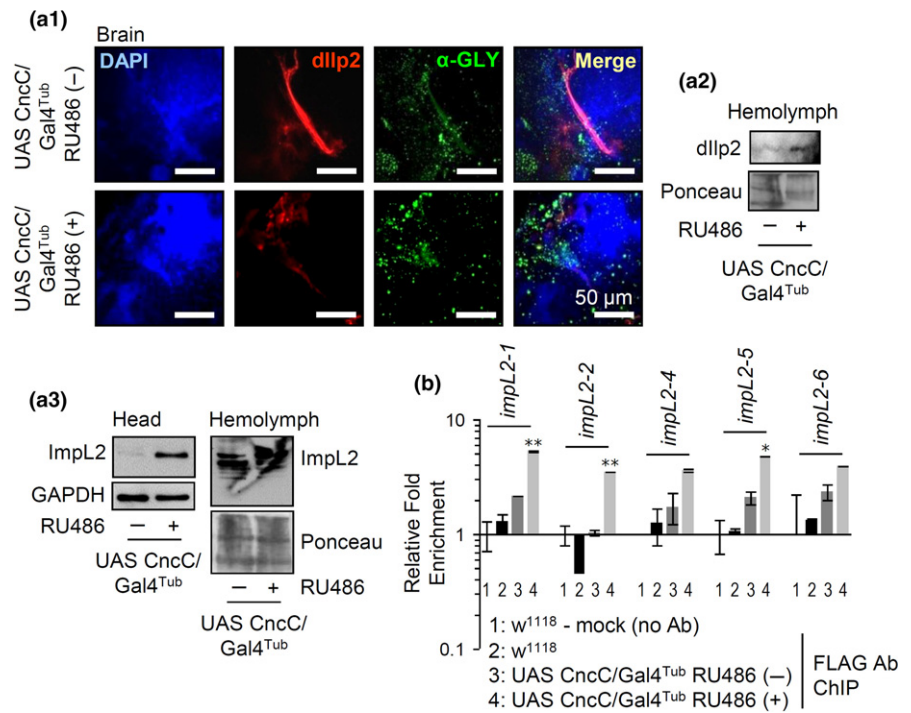 (a1)
Brain
DAPI
dIlp2
α-GLY
Merge
UAS CncC/
Gal4Tub
RU486 (–)
UAS CncC/
Gal4Tub
RU486 (+)
50 µm
(a2)
Hemolymph
dIlp2
Ponceau
RU486 – +
UAS CncC/
Gal4Tub
(a3)
Head
ImpL2
GAPDH
RU486 – +
UAS CncC/
Gal4Tub
Hemolymph
ImpL2
Ponceau
– + RU486
UAS CncC/
Gal4Tub
(b)
impL2-1
impL2-2
impL2-4
impL2-5
impL2-6
Relative Fold
Enrichment
10
1
0.1
** ** *
1 2 3 4 1 2 3 4 1 2 3 4 1 2 3 4 1 2 3 4
1: w1118 - mock (no Ab)
2: w1118
3: UAS CncC/Gal4Tub RU486 (—)
4: UAS CncC/Gal4Tub RU486 (+)
FLAG Ab
ChIP